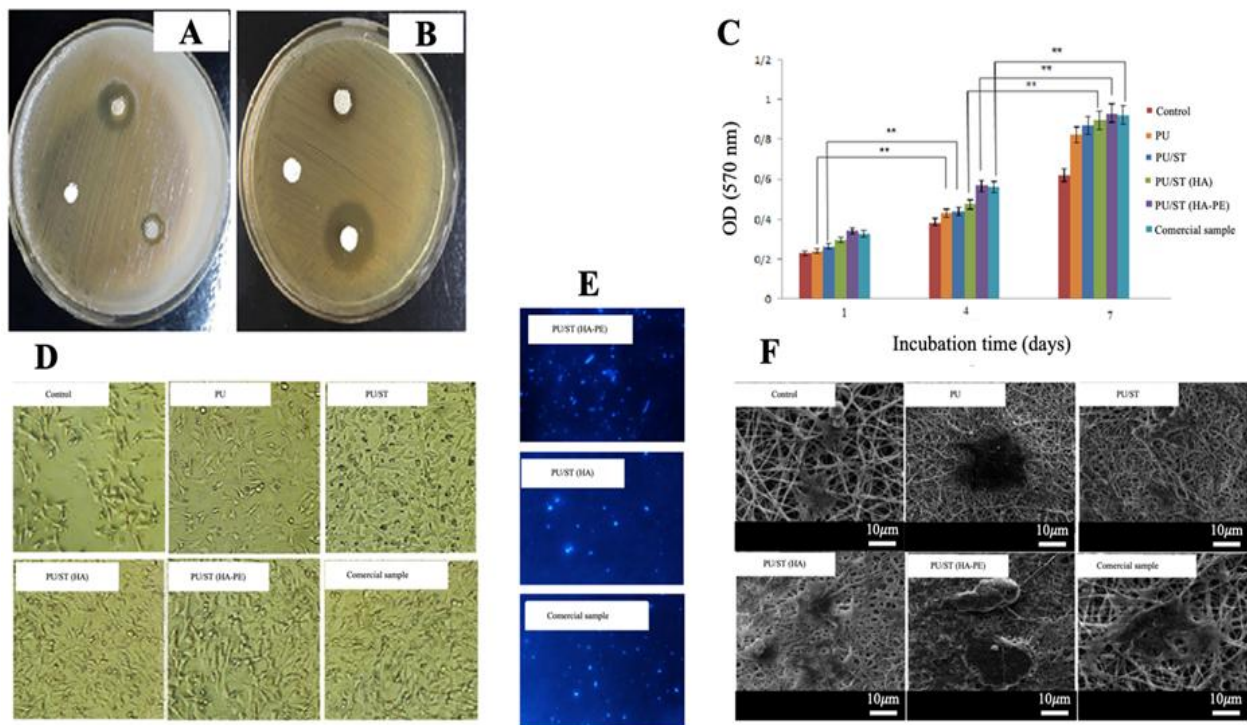 A
B
C
1/2
1
0/8
0/6
0/4
0/2
0
OD (570 nm)
**
**
**
**
**
Control
PU
PU/ST
PU/ST (HA)
PU/ST (HA-PE)
Comercial sample
1
4
7
Incubation time (days)
D
Control
PU
PU/ST
PU/ST (HA)
PU/ST (HA-PE)
Comercial sample
E
PU/ST (HA-PE)
PU/ST (HA)
Comercial sample
F
Control
PU
PU/ST
10µm
10µm
10µm
PU/ST (HA)
PU/ST (HA-PE)
Comercial sample
10µm
10µm
10µm